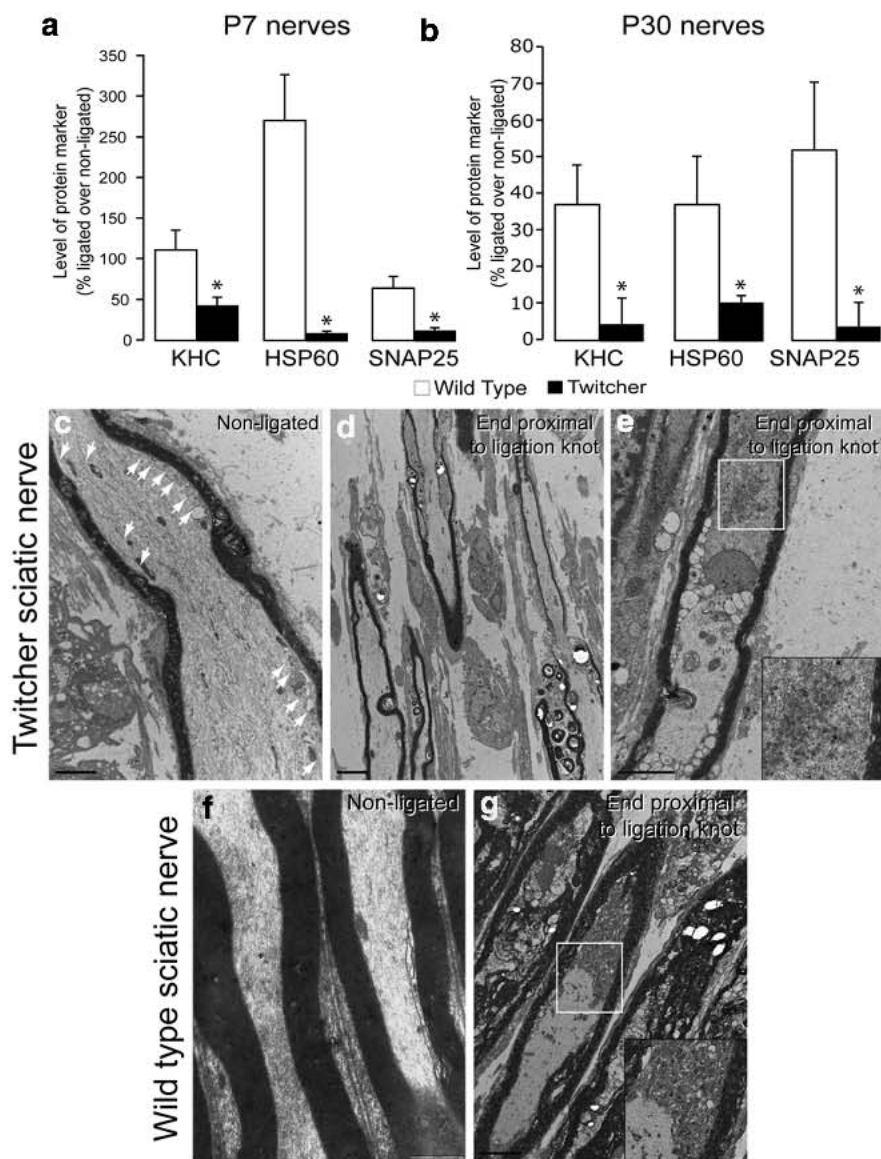 a P7 nerves
b P30 nerves
Level of protein marker
(% ligated over non-ligated)
350
300
250
200
150
100
50
0
*
*
*
KHC HSP60 SNAP25
Level of protein marker
(% ligated over non-ligated)
80
70
60
50
40
30
20
10
0
*
*
*
KHC HSP60 SNAP25
Wild Type Twitcher
Twitcher sciatic nerve
c Non-ligated
d End proximal
to ligation knot
e End proximal
to ligation knot
Wild type sciatic nerve
f Non-ligated
g End proximal
to ligation knot